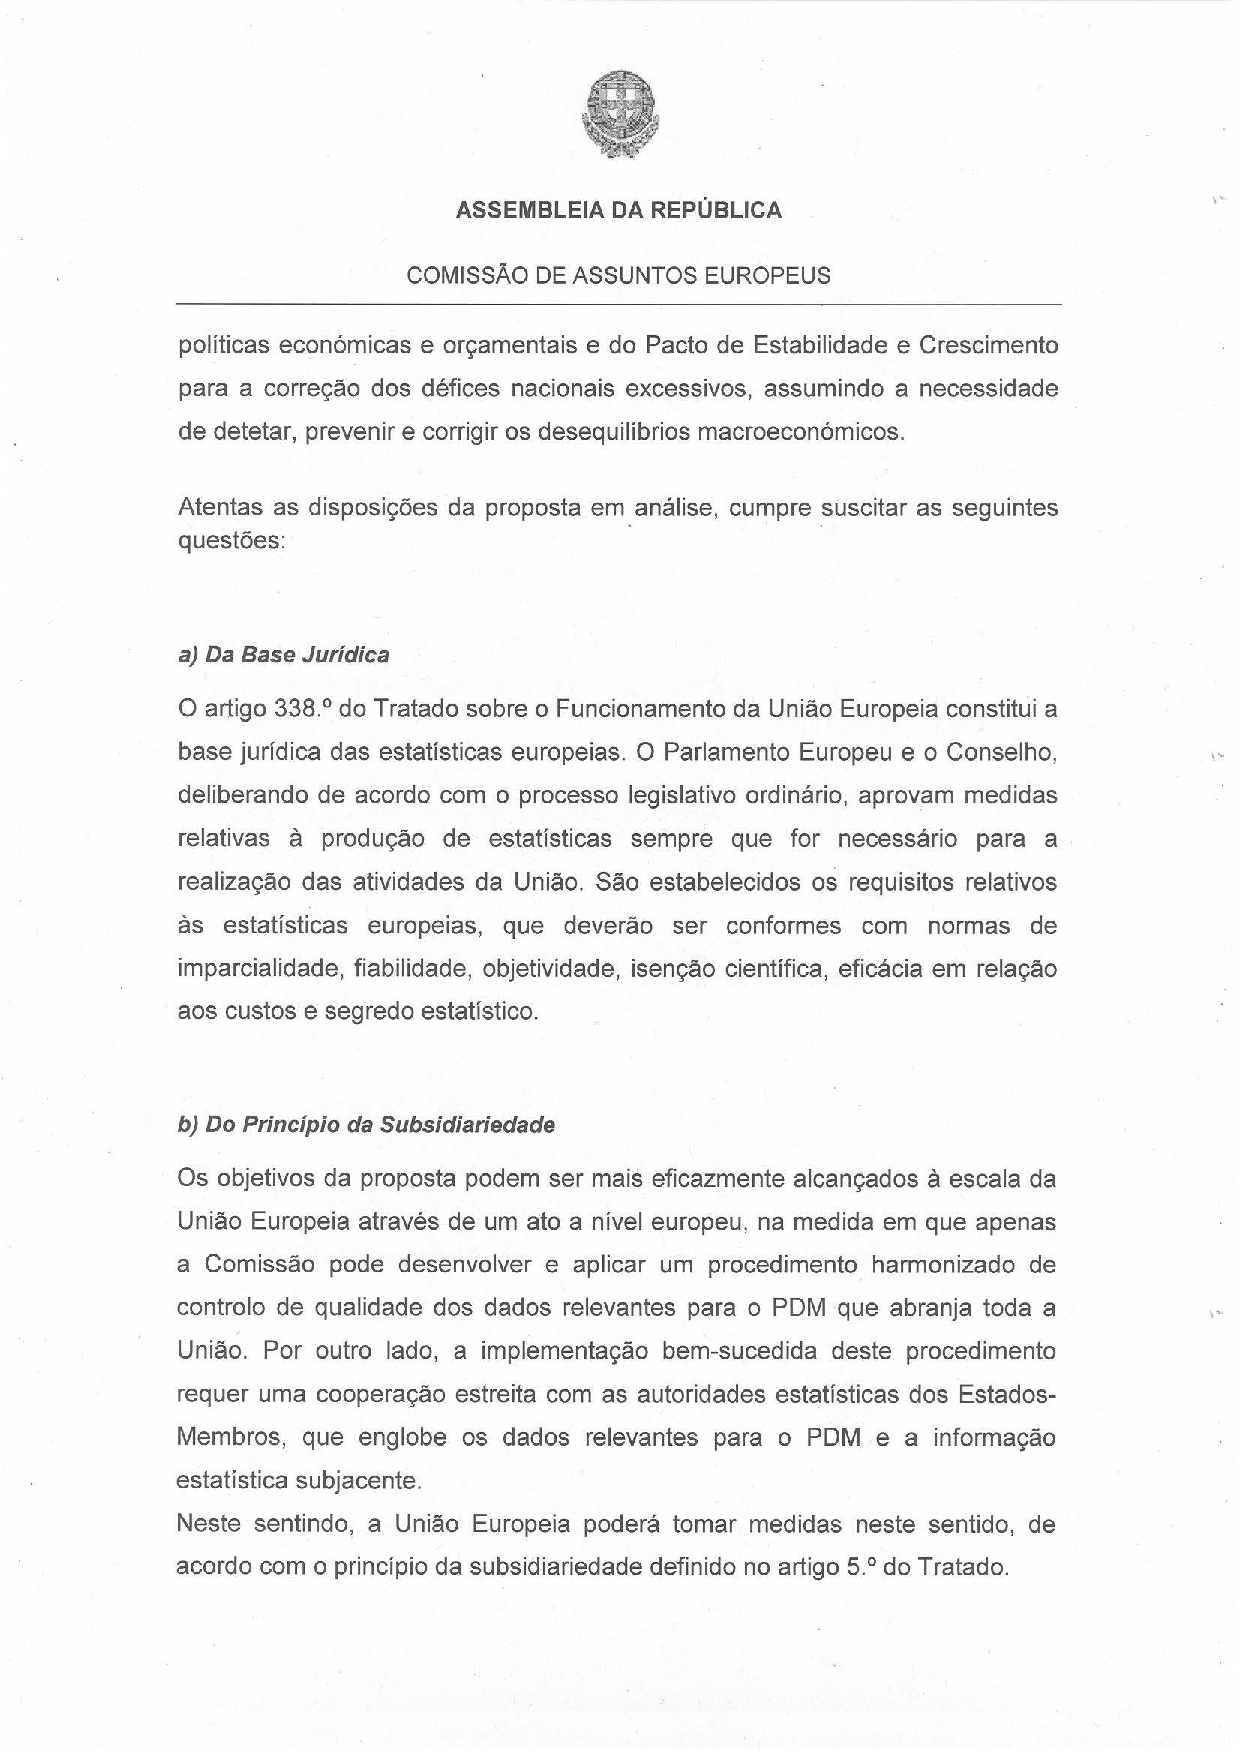 ASSEMBLEIA DA REPÚBLICA
COMISSÃO DE ASSUNTOS EUROPEUS
políticas económicas e orçamentais e do Pacto de Estabilidade e Crescimento
para a correção dos défices nacionais excessivos, assumindo a necessidade
de detetar, prevenir e corrigir os desequilíbrios macroeconómicos.
Atentas as disposições da proposta em análise, cumpre suscitar as seguintes
questões:
a) Da Base Jurídica
O artigo 338.º do Tratado sobre o Funcionamento da União Europeia constitui a
base jurídica das estatísticas europeias. O Parlamento Europeu e o Conselho,
deliberando de acordo com o processo legislativo ordinário, aprovam medidas
relativas à produção de estatísticas sempre que for necessário para a
realização das atividades da União. São estabelecidos os requisitos relativos
às estatísticas europeias, que deverão ser conformes com normas de
imparcialidade, fiabilidade, objetividade, isenção científica, eficácia em relação
aos custos e segredo estatístico.
b) Do Princípio da Subsidiariedade
Os objetivos da proposta podem ser mais eficazmente alcançados à escala da
União Europeia através de um ato a nível europeu, na medida em que apenas
a Comissão pode desenvolver e aplicar um procedimento harmonizado de
controlo de qualidade dos dados relevantes para o PDM que abranja toda a
União. Por outro lado, a implementação bem-sucedida deste procedimento
requer uma cooperação estreita com as autoridades estatísticas dos Estados-
Membros, que englobe os dados relevantes para o PDM e a informação
estatística subjacente.
Neste sentido, a União Europeia poderá tomar medidas neste sentido, de
acordo com o princípio da subsidiariedade definido no artigo 5.º do Tratado.